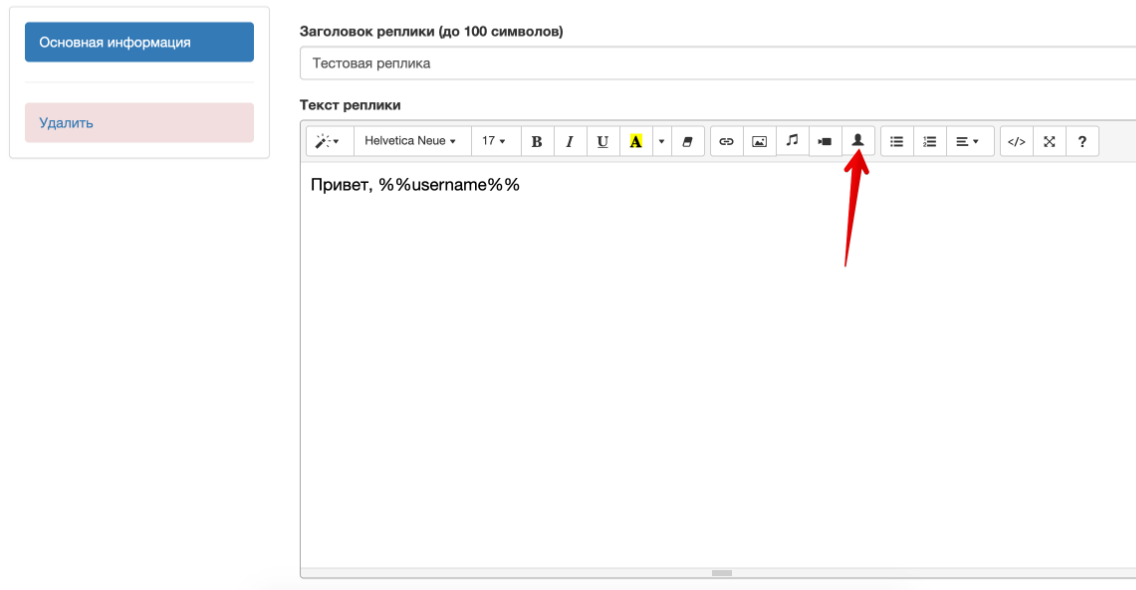 Основная информация
Удалить
Заголовок реплики (до 100 символов)
Тестовая реплика
Текст реплики
Helvetica Neue 17 B I U A </> ?
Привет, %%username%%